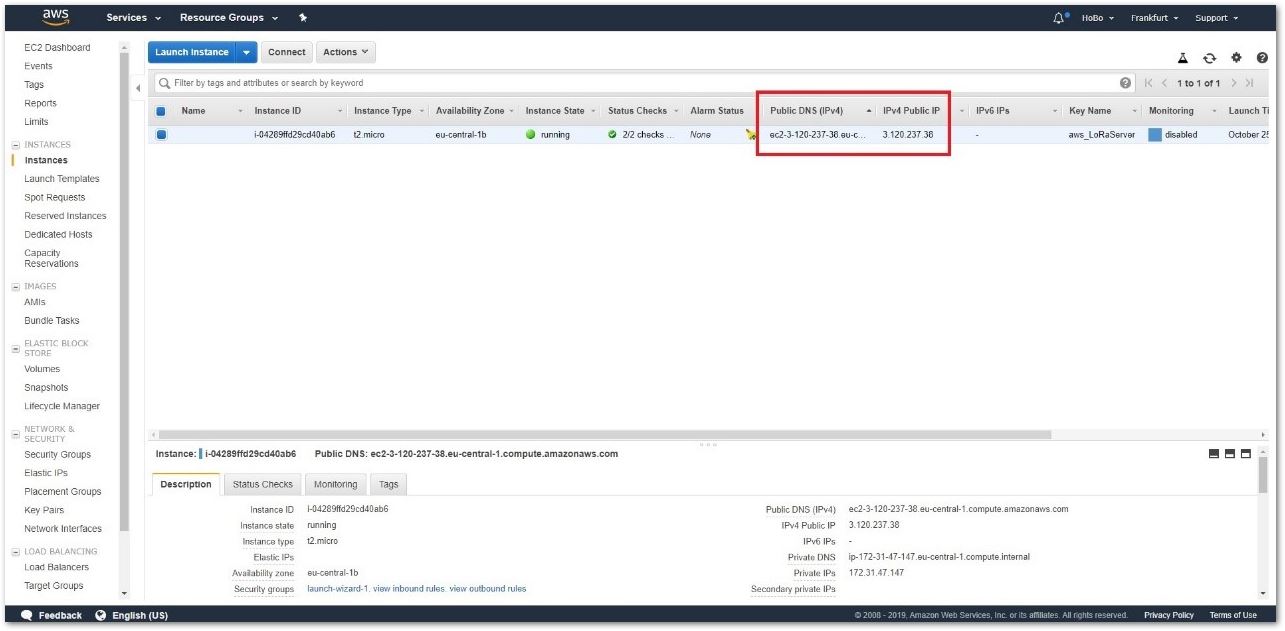 aws Services Resource Groups HoBo Frankfurt Support
EC2 Dashboard
Events
Tags
Reports
Limits
INSTANCES
Instances
Launch Templates
Spot Requests
Reserved Instances
Dedicated Hosts
Capacity
Reservations
IMAGES
AMIs
Bundle Tasks
ELASTIC BLOCK
STORE
Volumes
Snapshots
Lifecycle Manager
NETWORK &
SECURITY
Security Groups
Elastic IPs
Placement Groups
Key Pairs
Network Interfaces
LOAD BALANCING
Load Balancers
Target Groups
Launch Instance Connect Actions
Filter by tags and attributes or search by keyword 1 to 1 of 1
Name Instance ID Instance Type Availability Zone Instance State Status Checks Alarm Status Public DNS (IPv4) IPv4 Public IP IPv6 IPs Key Name Monitoring Launch Ti
i-04289ffd29cd40ab6 t2.micro eu-central-1b running 2/2 checks ... None ec2-3-120-237-38.eu-c... 3.120.237.38 - aws_LoRaServer disabled October 25
Instance: i-04289ffd29cd40ab6 Public DNS: ec2-3-120-237-38.eu-central-1.compute.amazonaws.com
Description Status Checks Monitoring Tags
Instance ID i-04289ffd29cd40ab6 Public DNS (IPv4) ec2-3-120-237-38.eu-central-1.compute.amazonaws.com
Instance state running IPv4 Public IP 3.120.237.38
Instance type t2.micro IPv6 IPs -
Elastic IPs Private DNS ip-172-31-47-147.eu-central-1.compute.internal
Availability zone eu-central-1b Private IPs 172.31.47.147
Security groups launch-wizard-1. view inbound rules. view outbound rules Secondary private IPs
Feedback English (US) © 2008 - 2019, Amazon Web Services, Inc. or its affiliates. All rights reserved. Privacy Policy Terms of Use